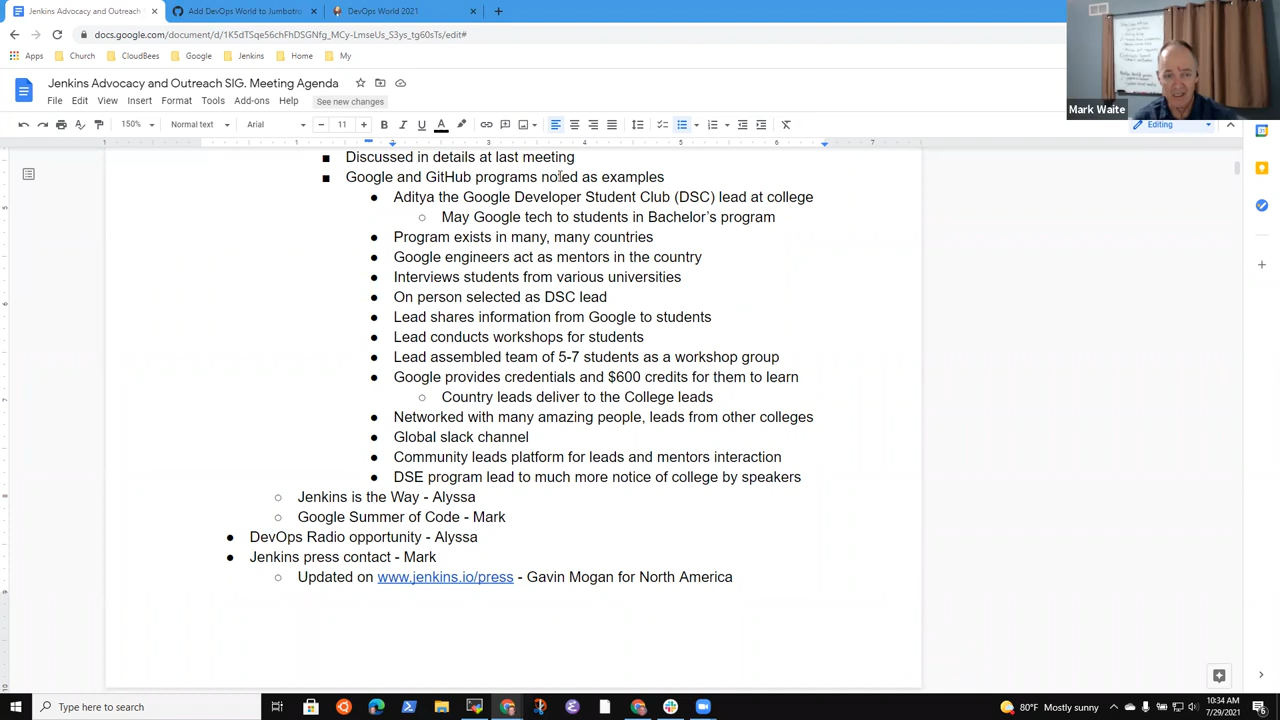 Jenkins Advocacy and Outreach
Add DevOps World to Jumbotro
DevOps World 2021
docs.google.com/document/d/1K5dTSqe56chFhDSGNfg_MCy-DmseUs_S3ys_tg9SP-DE/edit#
Apps Church CloudBees Google Jenkins Home My
Jenkins Advocacy and Outreach SIG. Meeting Agenda
File Edit View Insert Format Tools Add-ons Help See new changes
150% Normal text Arial 11 Editing
Mark Waite
3 4 5 6 7
Discussed in details at last meeting
Google and GitHub programs noted as examples
Aditya the Google Developer Student Club (DSC) lead at college
May Google tech to students in Bachelor's program
Program exists in many, many countries
Google engineers act as mentors in the country
Interviews students from various universities
On person selected as DSC lead
Lead shares information from Google to students
Lead conducts workshops for students
Lead assembled team of 5-7 students as a workshop group
Google provides credentials and $600 credits for them to learn
Country leads deliver to the College leads
Networked with many amazing people, leads from other colleges
Global slack channel
Community leads platform for leads and mentors interaction
DSE program lead to much more notice of college by speakers
Jenkins is the Way - Alyssa
Google Summer of Code - Mark
DevOps Radio opportunity - Alyssa
Jenkins press contact - Mark
Updated on www.jenkins.io/press - Gavin Mogan for North America
Type here to search
80°F Mostly sunny
10:34 AM
7/29/2021